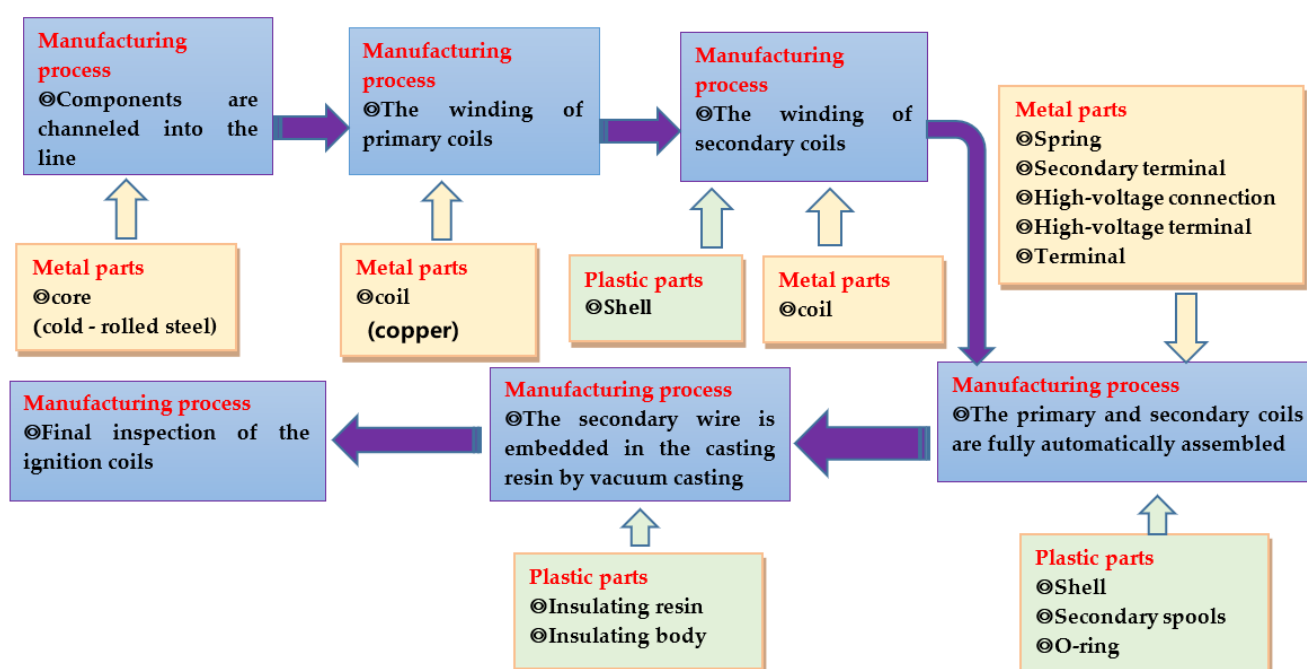 Manufacturing
process
◎Components are
channeled into the
line
Manufacturing
process
◎The winding of
primary coils
Manufacturing
process
◎The winding of
secondary coils
Metal parts
◎Spring
◎Secondary terminal
◎High-voltage connection
◎High-voltage terminal
◎Terminal
Metal parts
◎core
(cold - rolled steel)
Metal parts
◎coil
(copper)
Plastic parts
◎Shell
Metal parts
◎coil
Manufacturing process
◎Final inspection of the
ignition coils
Manufacturing process
◎The secondary wire is
embedded in the casting
resin by vacuum casting
Manufacturing process
◎The primary and secondary coils
are fully automatically assembled
Plastic parts
◎Insulating resin
◎Insulating body
Plastic parts
◎Shell
◎Secondary spools
◎O-ring